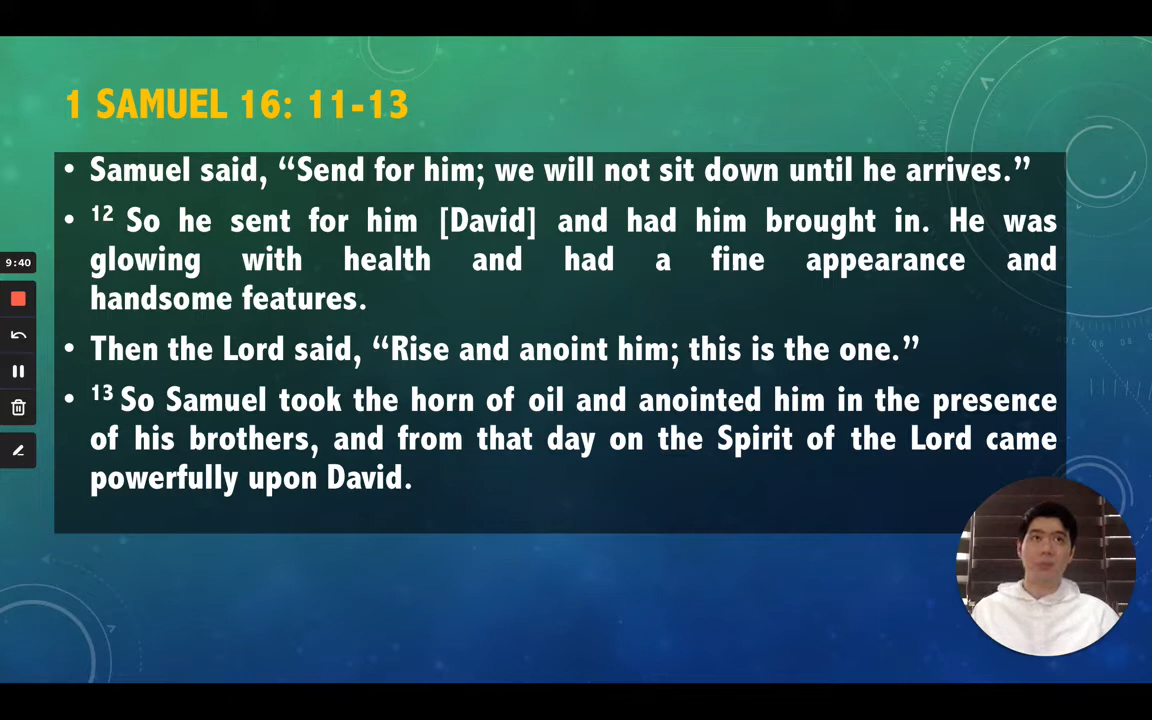 1 SAMUEL 16: 11-13
• Samuel said, “Send for him; we will not sit down until he arrives.”
• 12 So he sent for him [David] and had him brought in. He was
glowing with health and had a fine appearance and
handsome features.
• Then the Lord said, “Rise and anoint him; this is the one.”
• 13 So Samuel took the horn of oil and anointed him in the presence
of his brothers, and from that day on the Spirit of the Lord came
powerfully upon David.
9:40